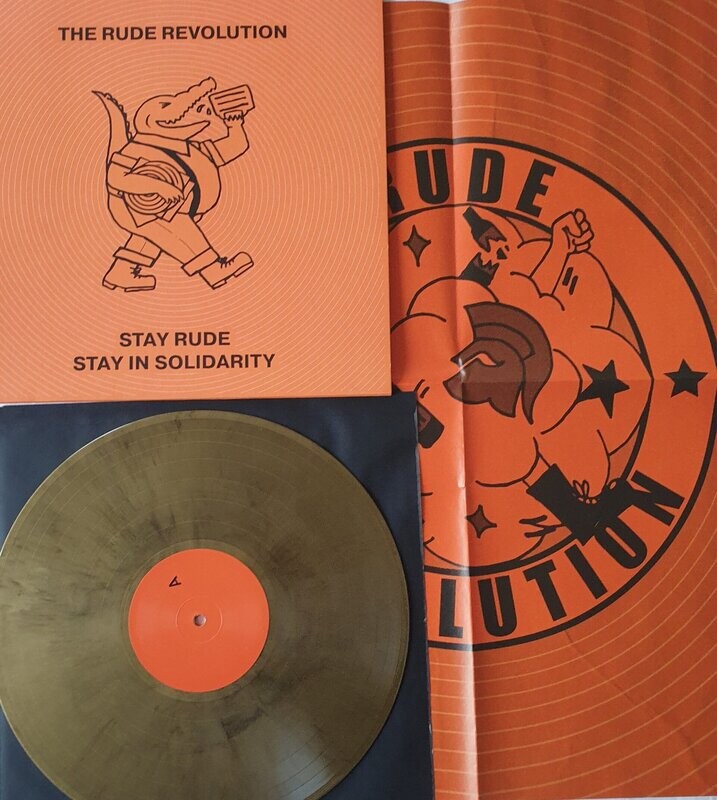 THE RUDE REVOLUTION
STAY RUDE
STAY IN SOLIDARITY
RUDE
LUTION
A